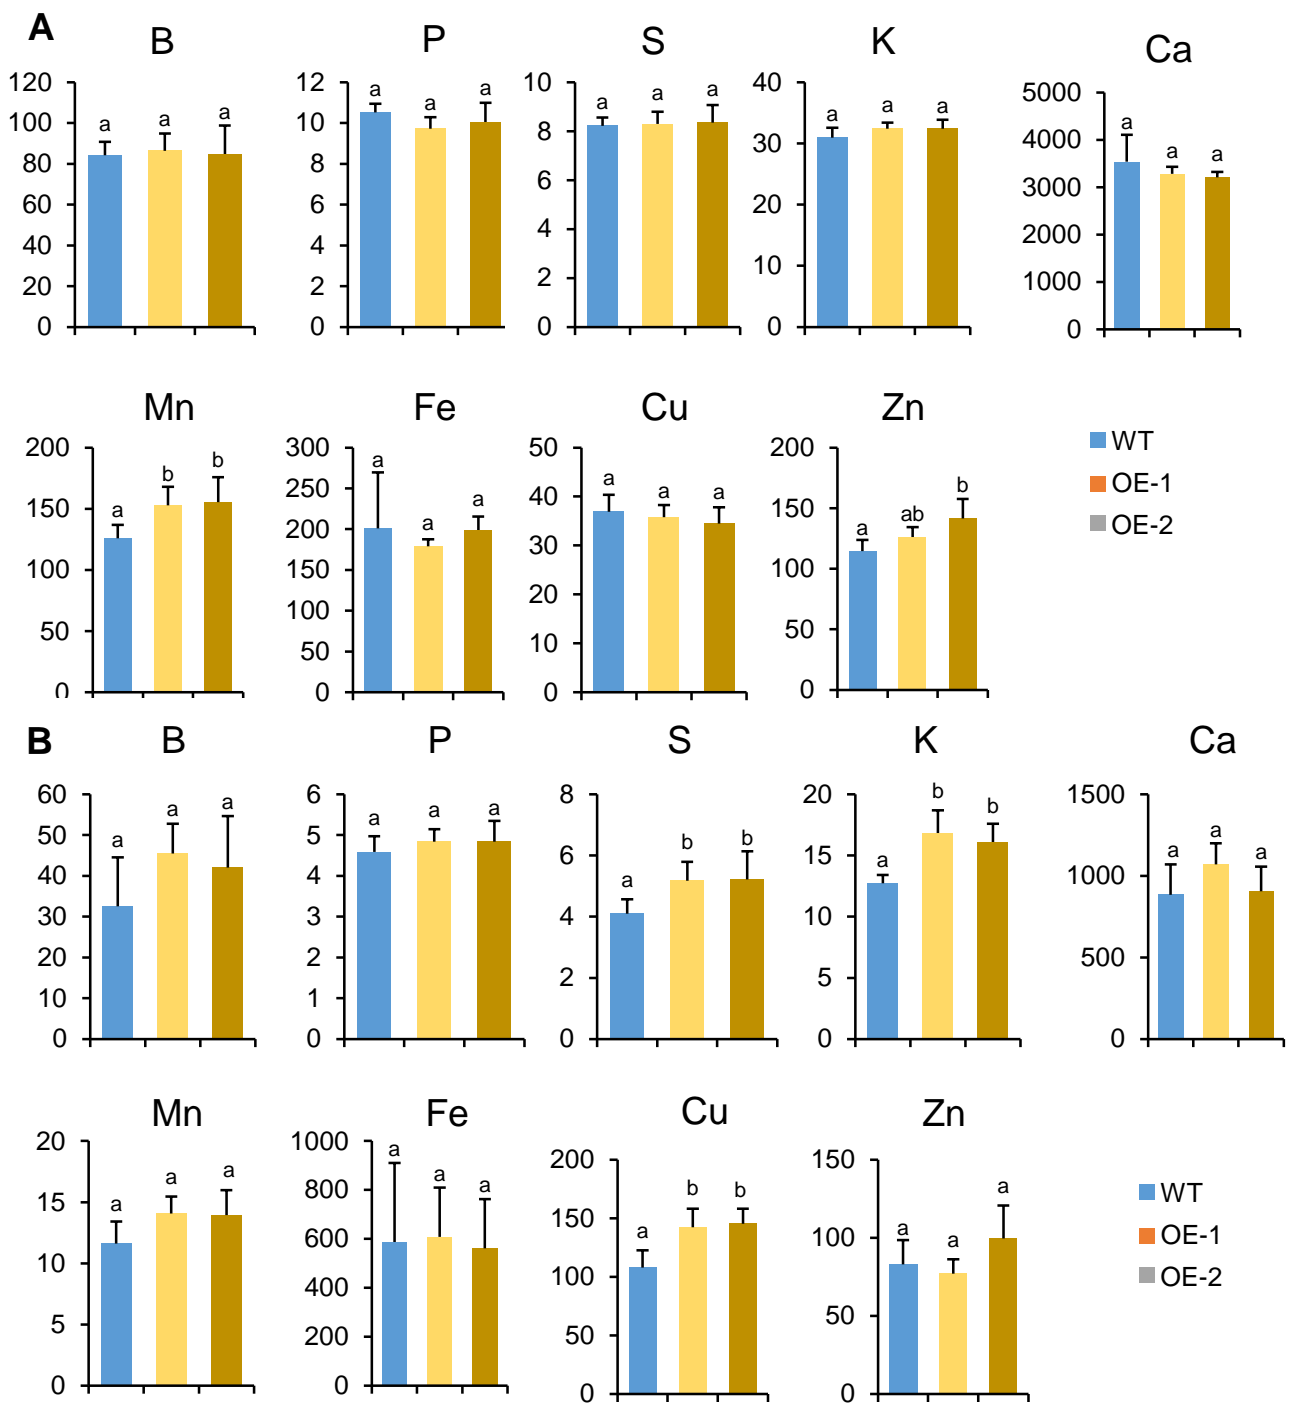 A
B
P
S
K
Ca
120
100
80
60
40
20
0
a
a
a
12
10
8
6
4
2
0
a
a
a
10
8
6
4
2
0
a
a
a
40
30
20
10
0
a
a
a
5000
4000
3000
2000
1000
0
a
a
a
Mn
Fe
Cu
Zn
200
150
100
50
0
a
b
b
300
250
200
150
100
50
0
a
a
a
50
40
30
20
10
0
a
a
a
200
150
100
50
0
a
ab
b
WT
OE-1
OE-2
B
B
P
S
K
Ca
60
50
40
30
20
10
0
a
a
a
6
5
4
3
2
1
0
a
a
a
8
6
4
2
0
a
b
b
20
15
10
5
0
a
b
b
1500
1000
500
0
a
a
a
Mn
Fe
Cu
Zn
20
15
10
5
0
a
a
a
1000
800
600
400
200
0
a
a
a
200
150
100
50
0
a
b
b
150
100
50
0
a
a
a
WT
OE-1
OE-2